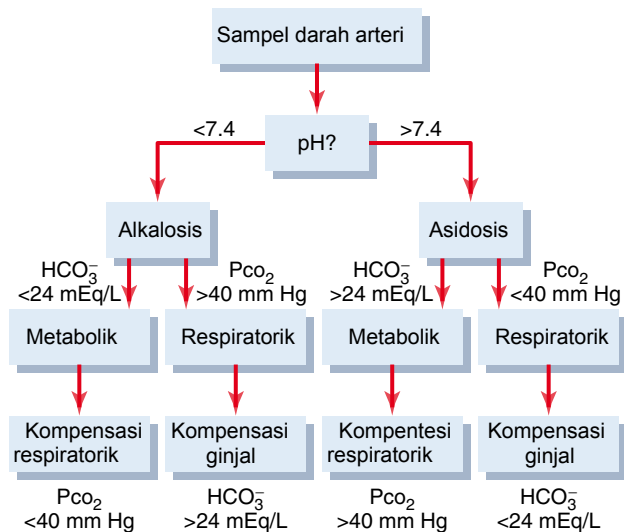 Sampel darah arteri
<7.4
pH?
>7.4
Alkalosis
Asidosis
HCO₃⁻
<24 mEq/L
Pco₂
>40 mm Hg
HCO₃⁻
>24 mEq/L
Pco₂
<40 mm Hg
Metabolik
Respiratorik
Metabolik
Respiratorik
Kompensasi
respiratorik
Kompensasi
ginjal
Kompentesi
respiratorik
Kompensasi
ginjal
Pco₂
<40 mm Hg
HCO₃⁻
>24 mEq/L
Pco₂
>40 mm Hg
HCO₃⁻
<24 mEq/L